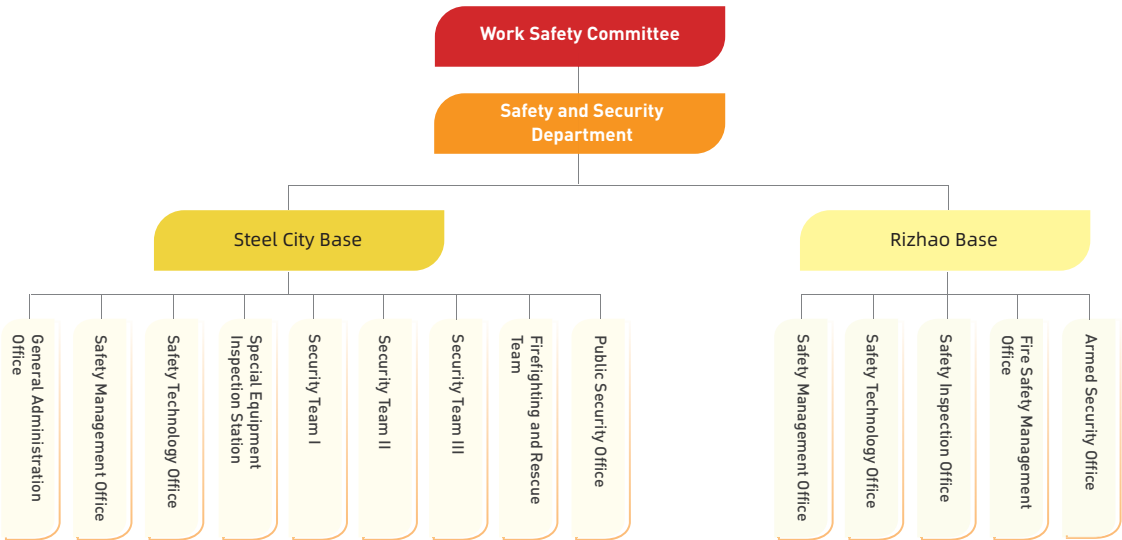 Work Safety Committee
Safety and Security
Department
Steel City Base
Rizhao Base
General Administration
Office
Safety Management Office
Safety Technology Office
Special Equipment
Inspection Station
Security Team I
Security Team II
Security Team III
Firefighting and Rescue
Team
Public Security Office
Safety Management Office
Safety Technology Office
Safety Inspection Office
Fire Safety Management
Office
Armed Security Office